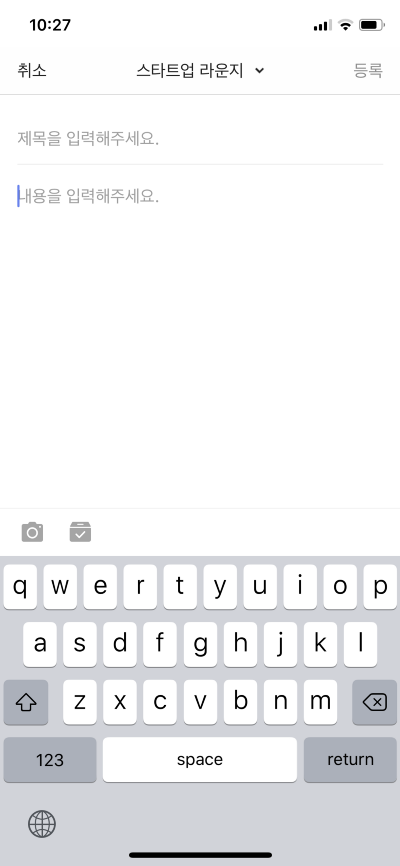 10:27
취소 스타트업 라운지 등록
제목을 입력해주세요.
내용을 입력해주세요.
q w e r t y u i o p
a s d f g h j k l
z x c v b n m
123 space return